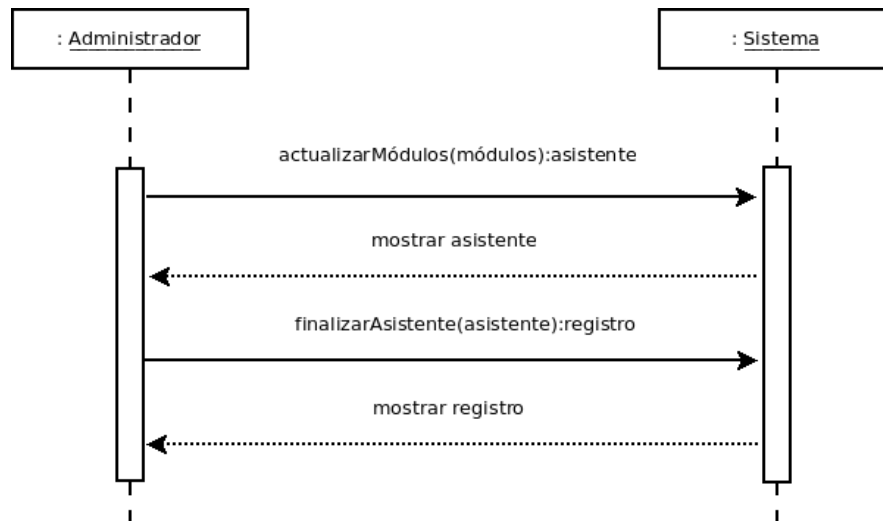 : Administrador
: Sistema
actualizarMódulos(módulos):asistente
mostrar asistente
finalizarAsistente(asistente):registro
mostrar registro